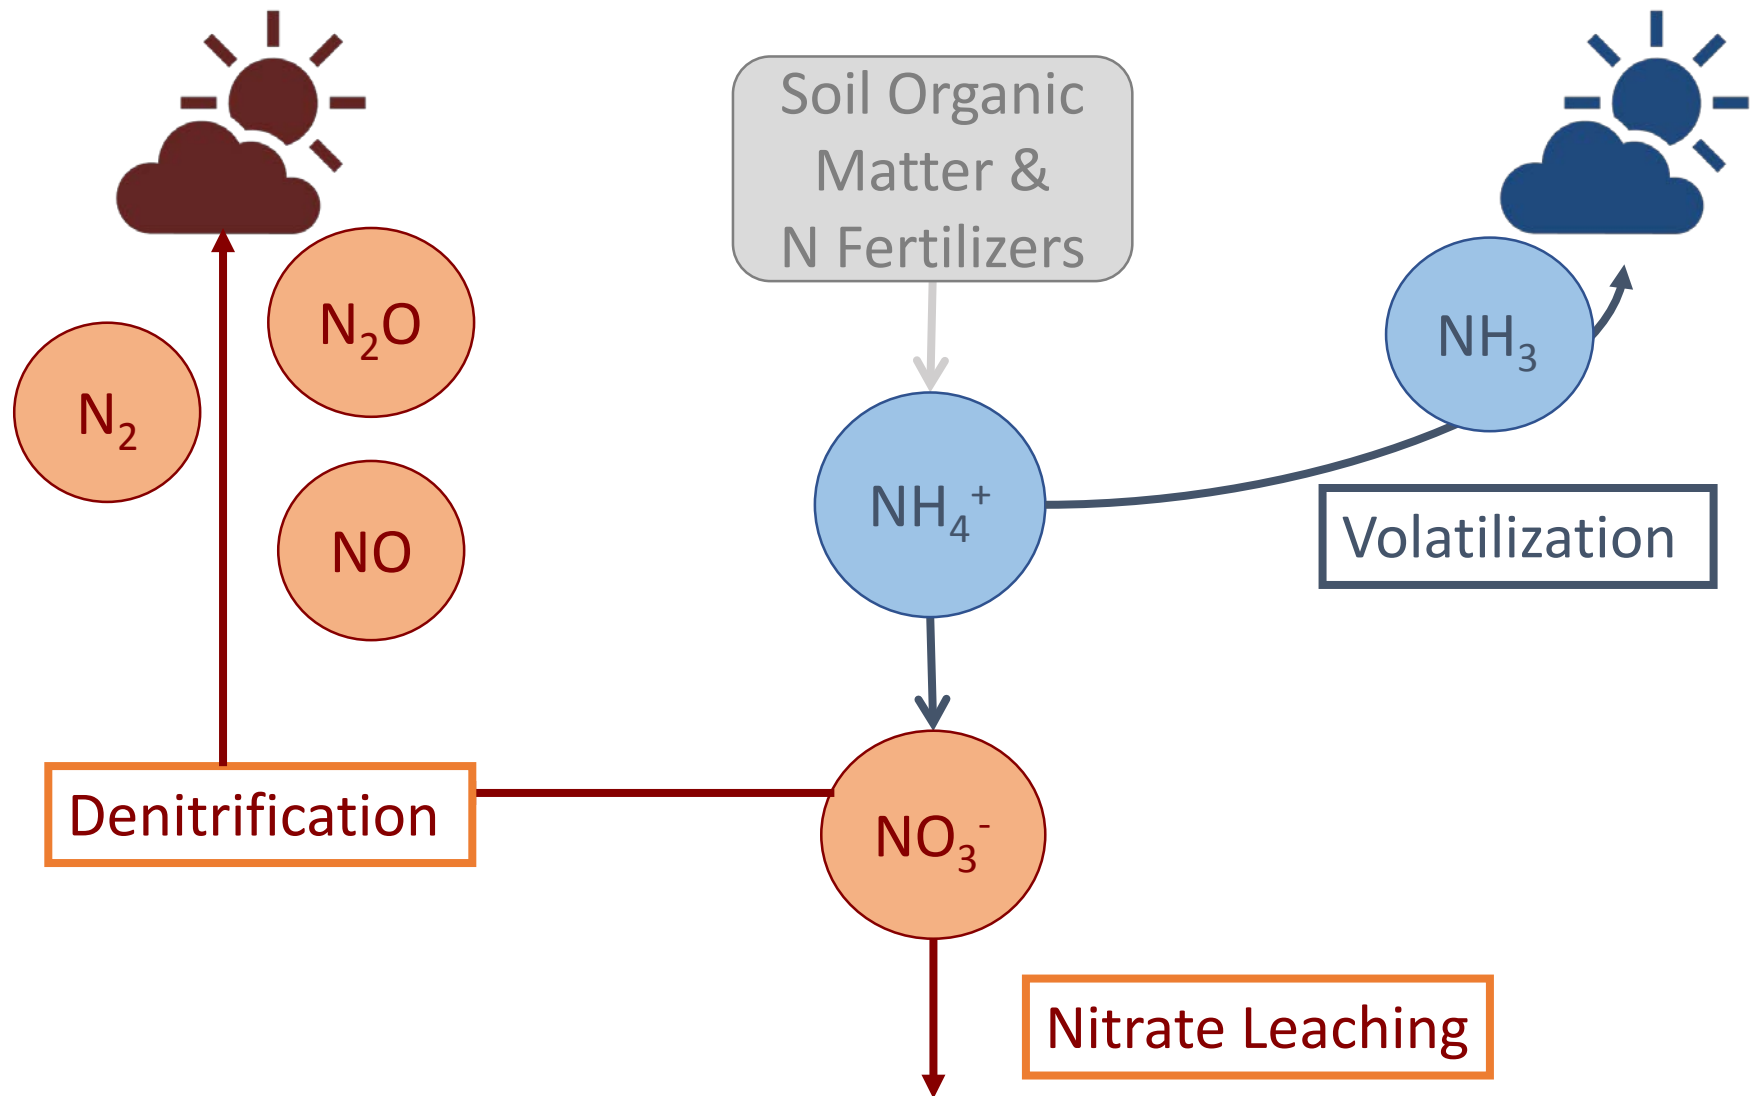 Soil Organic
Matter &
N Fertilizers
N₂O
N₂
NO
NH₃
NH₄⁺
Volatilization
Denitrification
NO₃⁻
Nitrate Leaching